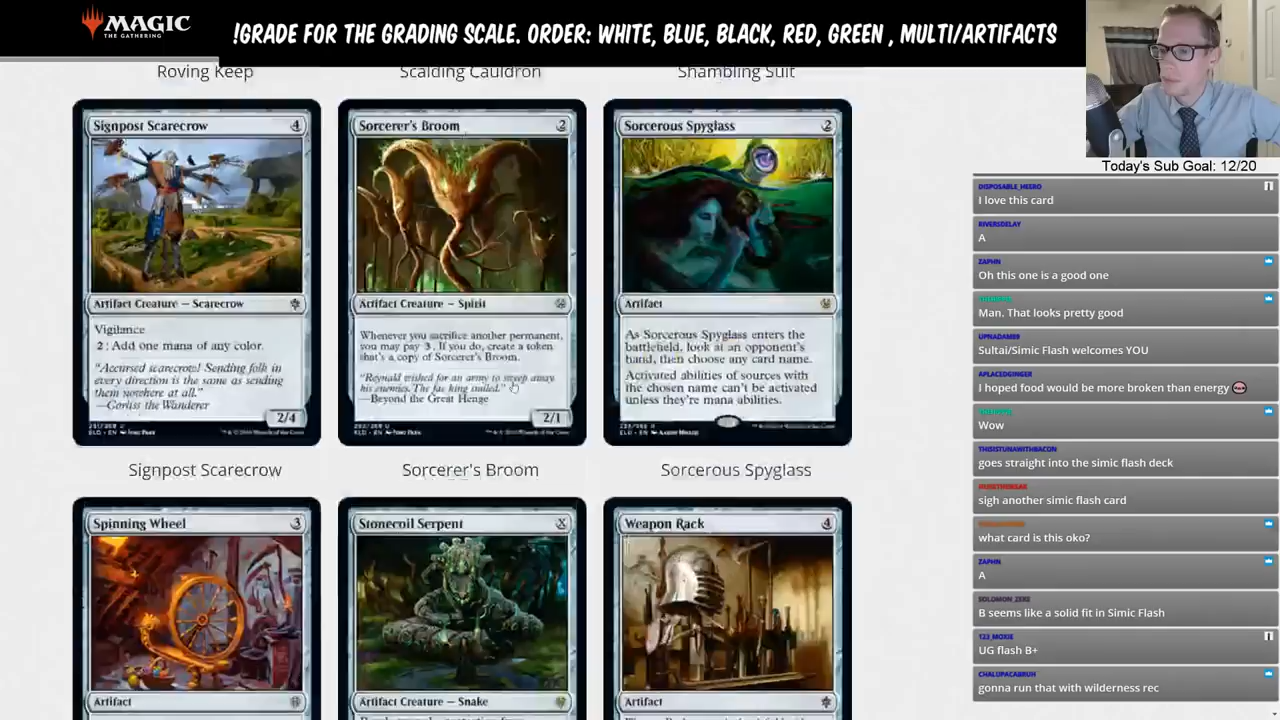 MAGIC
THE GATHERING
!GRADE FOR THE GRADING SCALE. ORDER: WHITE, BLUE, BLACK, RED, GREEN , MULTI/ARTIFACTS
Roving Keep
Scalding Cauldron
Shambling Suit
Signpost Scarecrow 4
Artifact Creature — Scarecrow
Vigilance
2: Add one mana of any color.
"Accursed scarecrow! Sending folk in
every direction is the same as sending
them nowhere at all."
—Corliss the Wanderer
2/4
Sorcerer's Broom 2
Artifact Creature — Spirit
Whenever you sacrifice another permanent,
you may pay 3. If you do, create a token
that's a copy of Sorcerer's Broom.
"Reynald wished for an army to sweep away
his enemies. The fae king smiled."
—Beyond the Great Henge
2/1
Sorcerous Spyglass 2
Artifact
As Sorcerous Spyglass enters the
battlefield, look at an opponent's
hand, then choose any card name.
Activated abilities of sources with
the chosen name can't be activated
unless they're mana abilities.
Signpost Scarecrow
Sorcerer's Broom
Sorcerous Spyglass
Spinning Wheel 3
Artifact
Stonecoil Serpent X
Artifact Creature — Snake
Weapon Rack 4
Artifact
Today's Sub Goal: 12/20
DISPOSABLE_HEERO
I love this card
RIVERSDELAY
A
ZAPHN
Oh this one is a good one
Man. That looks pretty good
UPNADAM89
Sultai/Simic Flash welcomes YOU
APLACEDGINGER
I hoped food would be more broken than energy
Wow
THISISTUNAWITHBACON
goes straight into the simic flash deck
sigh another simic flash card
what card is this oko?
ZAPHN
A
SOLOMON_ZEKE
B seems like a solid fit in Simic Flash
123_MOXIE
UG flash B+
CHALUPACABRUH
gonna run that with wilderness rec